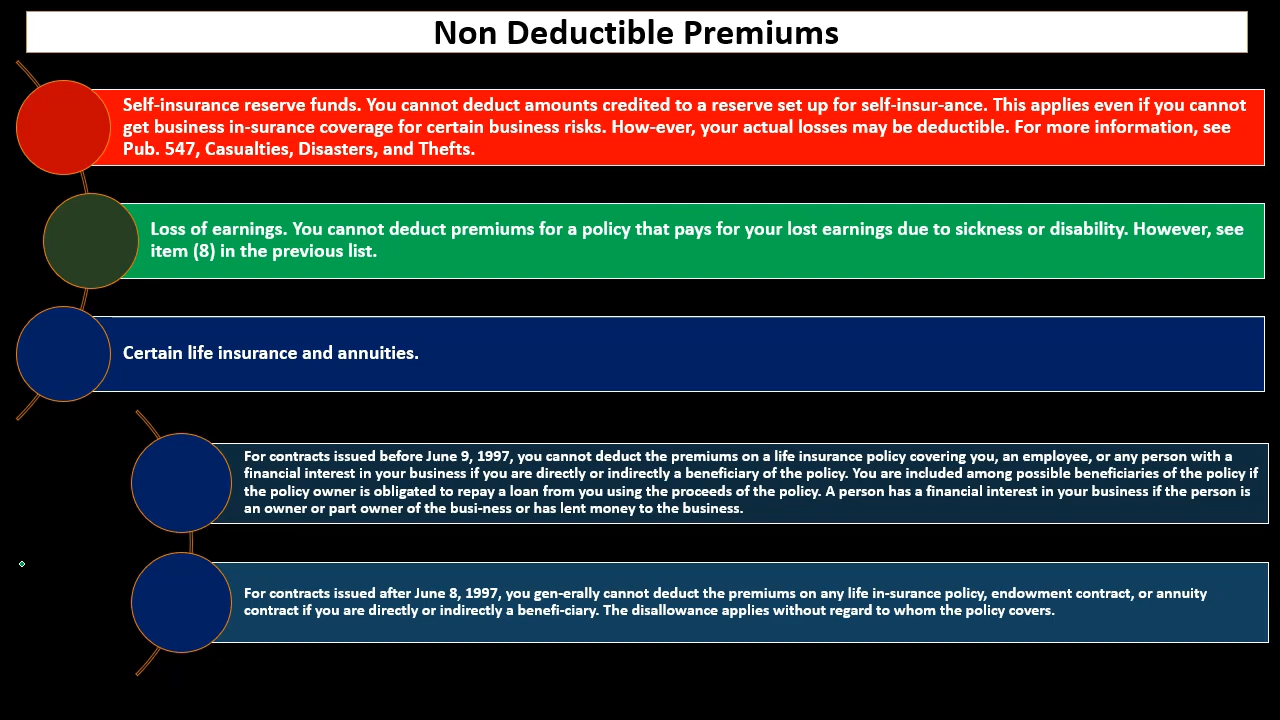 Non Deductible Premiums
Self-insurance reserve funds. You cannot deduct amounts credited to a reserve set up for self-insur-ance. This applies even if you cannot
get business in-surance coverage for certain business risks. How-ever, your actual losses may be deductible. For more information, see
Pub. 547, Casualties, Disasters, and Thefts.
Loss of earnings. You cannot deduct premiums for a policy that pays for your lost earnings due to sickness or disability. However, see
item (8) in the previous list.
Certain life insurance and annuities.
For contracts issued before June 9, 1997, you cannot deduct the premiums on a life insurance policy covering you, an employee, or any person with a
financial interest in your business if you are directly or indirectly a beneficiary of the policy. You are included among possible beneficiaries of the policy if
the policy owner is obligated to repay a loan from you using the proceeds of the policy. A person has a financial interest in your business if the person is
an owner or part owner of the busi-ness or has lent money to the business.
For contracts issued after June 8, 1997, you gen-erally cannot deduct the premiums on any life in-surance policy, endowment contract, or annuity
contract if you are directly or indirectly a benefi-ciary. The disallowance applies without regard to whom the policy covers.